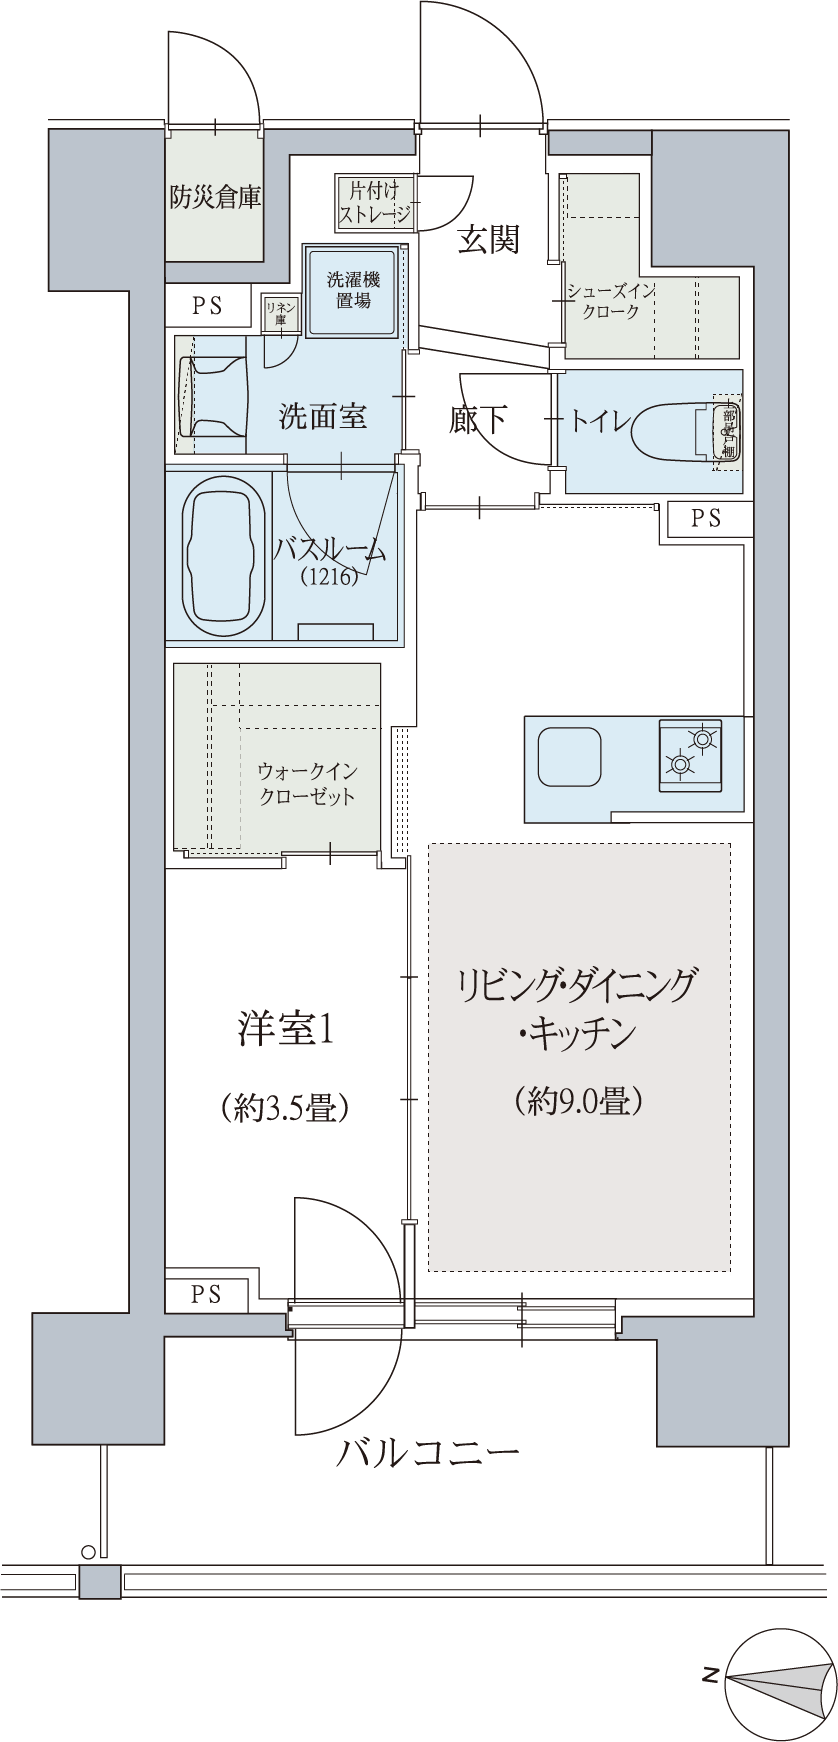 防災倉庫
片付け
ストレージ
玄関
洗濯機
置場
シューズイン
クローク
PS
リネン
庫
洗面室
廊下
トイレ
バスルーム
(1216)
PS
ウォークイン
クローゼット
リビング・ダイニング
・キッチン
(約9.0畳)
洋室1
(約3.5畳)
PS
バルコニー
N